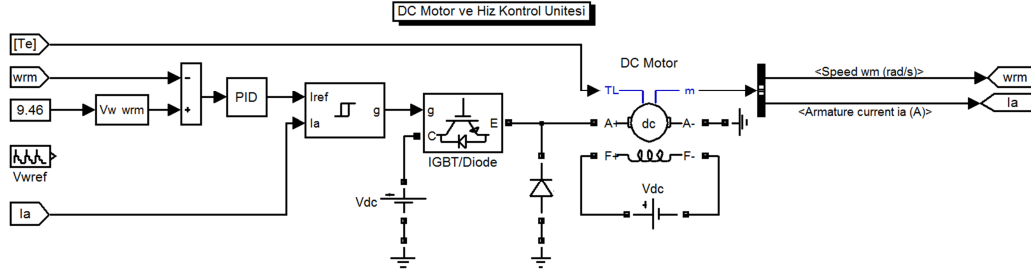 DC Motor ve Hiz Kontrol Unitesi
[Te]
wrm
9.46
Vw wrm
-
+
PID
Iref
Ia
g
g
C
E
IGBT/Diode
Vdc
Vwref
Ia
DC Motor
TL
m
A+
dc
A-
F+
F-
Vdc
<Speed wm (rad/s)>
<Armature current ia (A)>
wrm
Ia